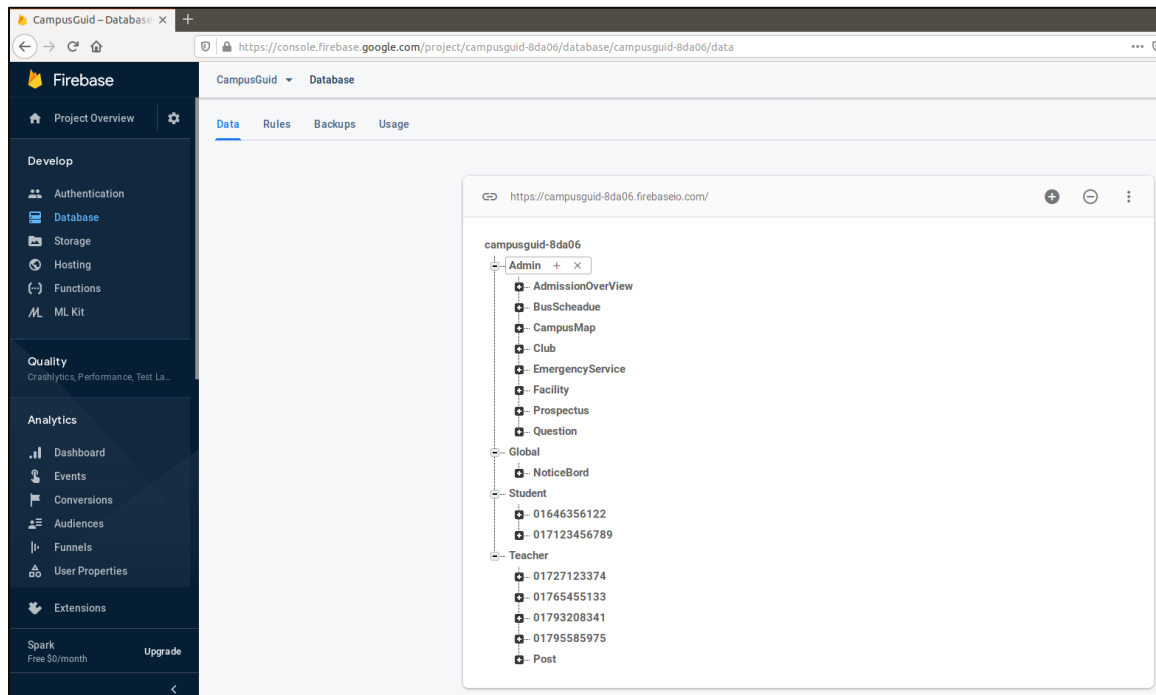 CampusGuid – Database
https://console.firebase.google.com/project/campusguid-8da06/database/campusguid-8da06/data
Firebase
CampusGuid Database
Project Overview
Data Rules Backups Usage
Develop
Authentication
Database
Storage
Hosting
Functions
ML Kit
Quality
Crashlytics, Performance, Test La...
Analytics
Dashboard
Events
Conversions
Audiences
Funnels
User Properties
Extensions
Spark
Free $0/month
Upgrade
https://campusguid-8da06.firebaseio.com/
campusguid-8da06
Admin
AdmissionOverView
BusScheadue
CampusMap
Club
EmergencyService
Facility
Prospectus
Question
Global
NoticeBord
Student
01646356122
017123456789
Teacher
01727123374
01765455133
01793208341
01795585975
Post